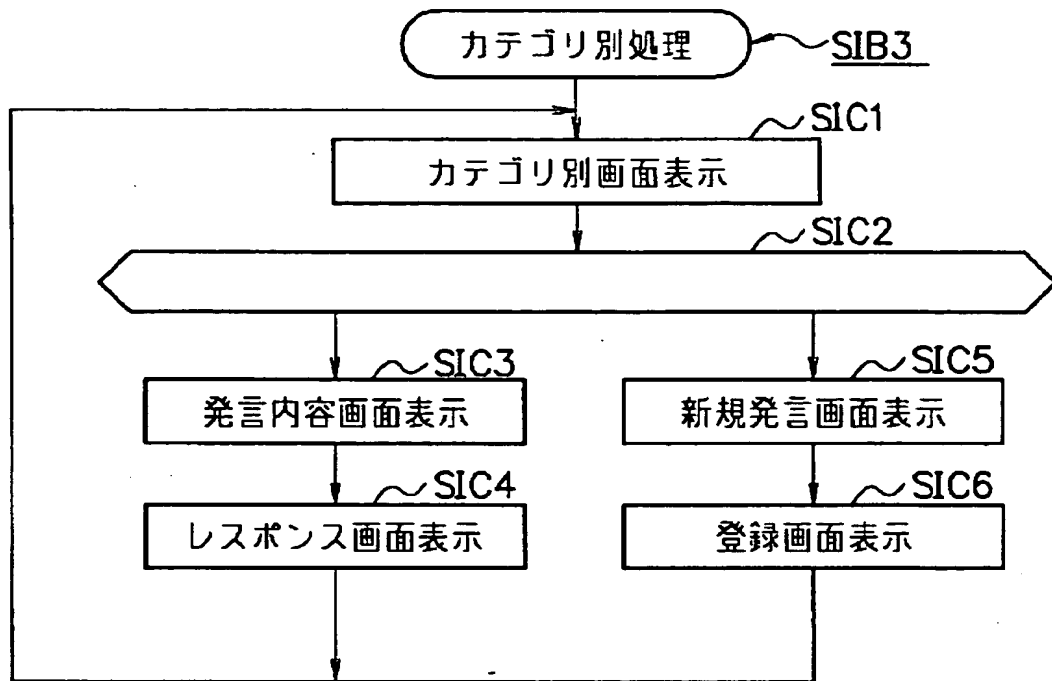 カテゴリ別処理
SIB3
SIC1
カテゴリ別画面表示
SIC2
SIC3
発言内容画面表示
SIC4
レスポンス画面表示
SIC5
新規発言画面表示
SIC6
登録画面表示